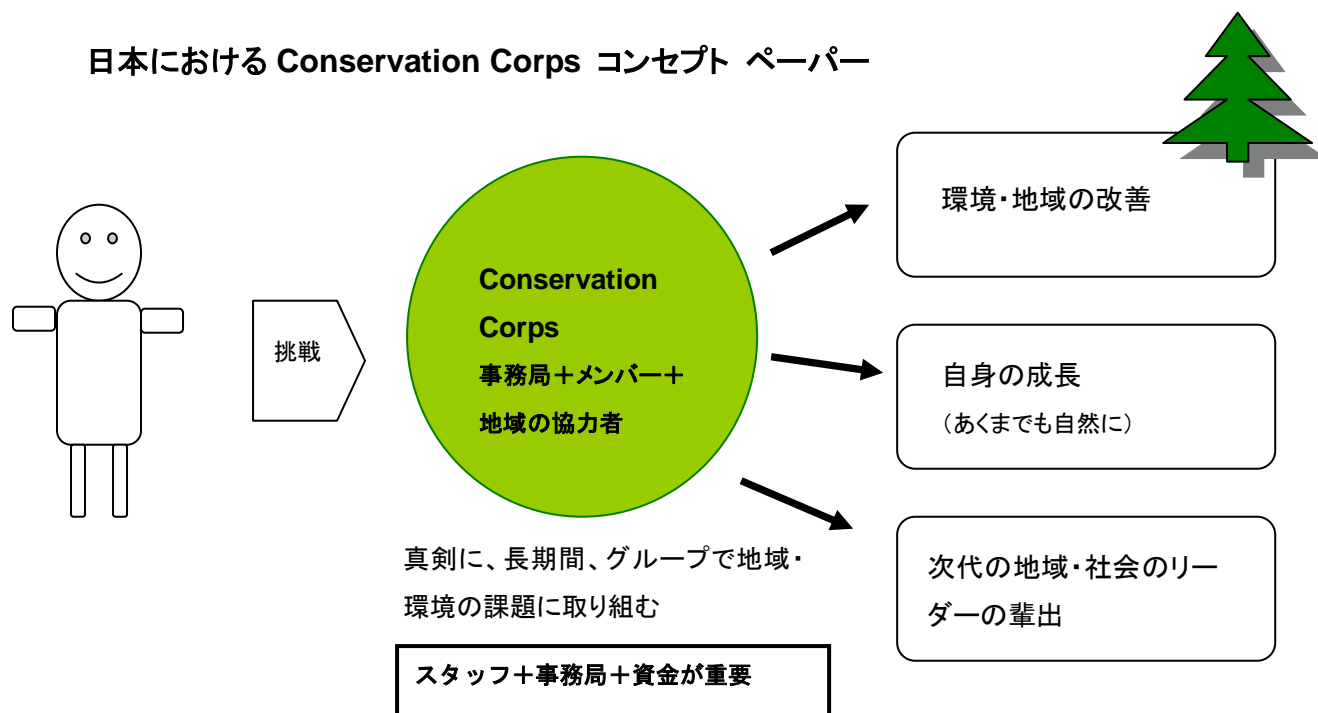 日本における Conservation Corps コンセプト ペーパー
挑戦
Conservation
Corps
事務局＋メンバー＋
地域の協力者
真剣に、長期間、グループで地域・
環境の課題に取り組む
スタッフ＋事務局＋資金が重要
環境・地域の改善
自身の成長
（あくまでも自然に）
次代の地域・社会のリー
ダーの輩出